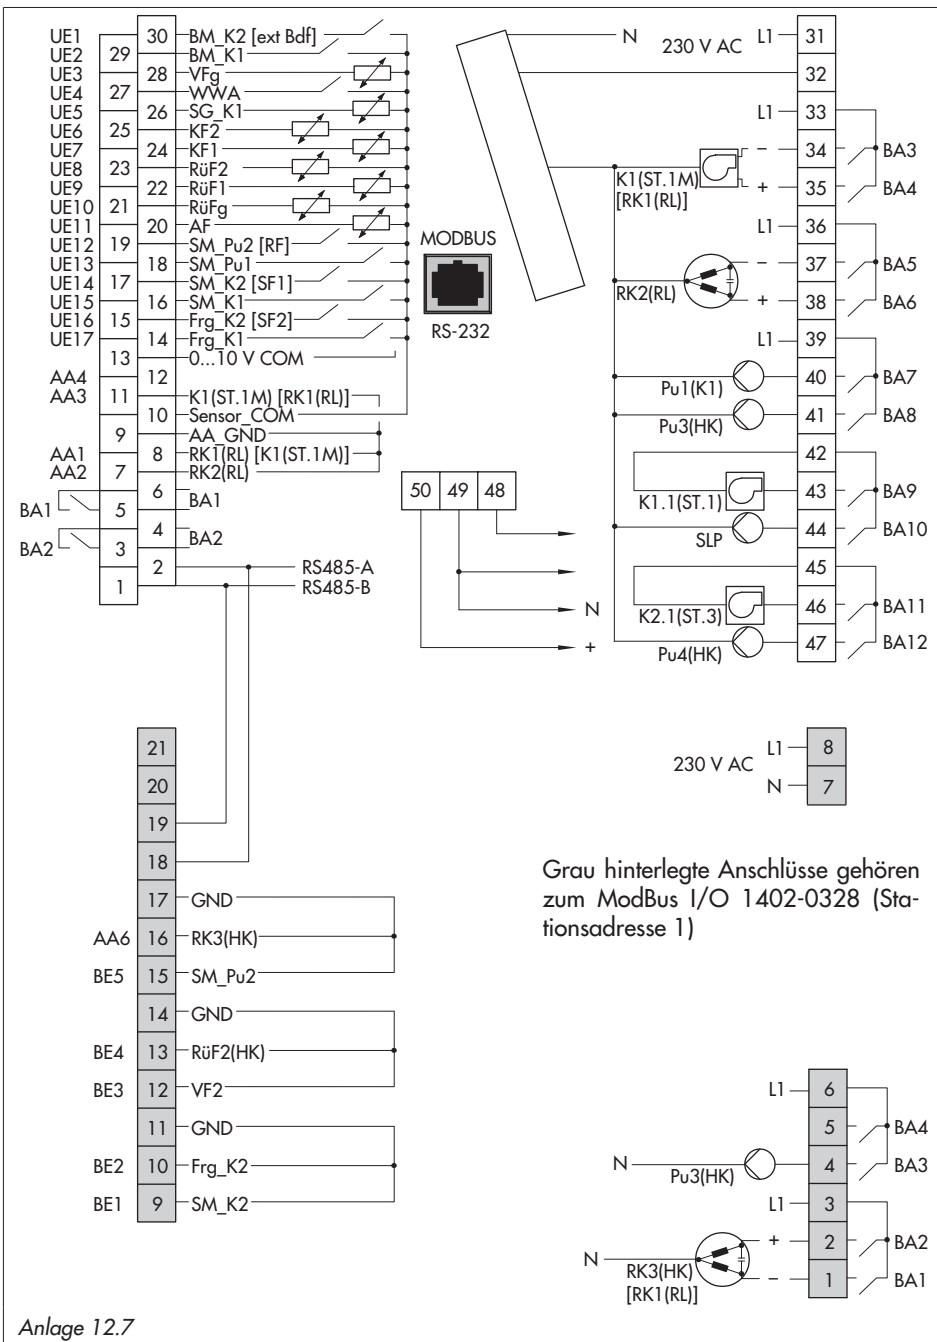 UE1 30 BM_K2 [ext Bdf]
UE2 29 BM_K1
UE3 28 VFg
UE4 27 WWA
UE5 26 SG_K1
UE6 25 KF2
UE7 24 KF1
UE8 23 RüF2
UE9 22 RüF1
UE10 21 RüFg
UE11 20 AF
UE12 19 SM_Pu2 [RF]
UE13 18 SM_Pu1
UE14 17 SM_K2 [SF1]
UE15 16 SM_K1
UE16 15 Frg_K2 [SF2]
UE17 14 Frg_K1
13 0...10 V COM
AA4 12
AA3 11 K1(ST.1M) [RK1(RL)]
10 Sensor_COM
9 AA_GND
AA1 8 RK1(RL) [K1(ST.1M)]
AA2 7 RK2(RL)
6 BA1
BA1 5
4 BA2
BA2 3
2 RS485-A
1 RS485-B
MODBUS
RS-232
N 230 V AC L1 31
32
L1 33
− 34 BA3
K1(ST.1M)
[RK1(RL)]
+ 35 BA4
L1 36
− 37 BA5
RK2(RL)
+ 38 BA6
L1 39
Pu1(K1) 40 BA7
Pu3(HK) 41 BA8
42
K1.1(ST.1) 43 BA9
SLP 44 BA10
45
K2.1(ST.3) 46 BA11
Pu4(HK) 47 BA12
50 49 48
N
+
21
20
19
18
17 GND
AA6 16 RK3(HK)
BE5 15 SM_Pu2
14 GND
BE4 13 RüF2(HK)
BE3 12 VF2
11 GND
BE2 10 Frg_K2
BE1 9 SM_K2
230 V AC L1 8
N 7
Grau hinterlegte Anschlüsse gehören
zum ModBus I/O 1402-0328 (Sta-
tionsadresse 1)
L1 6
5 BA4
N Pu3(HK) 4 BA3
L1 3
+ 2 BA2
N RK3(HK)
[RK1(RL)]
− 1 BA1
Anlage 12.7